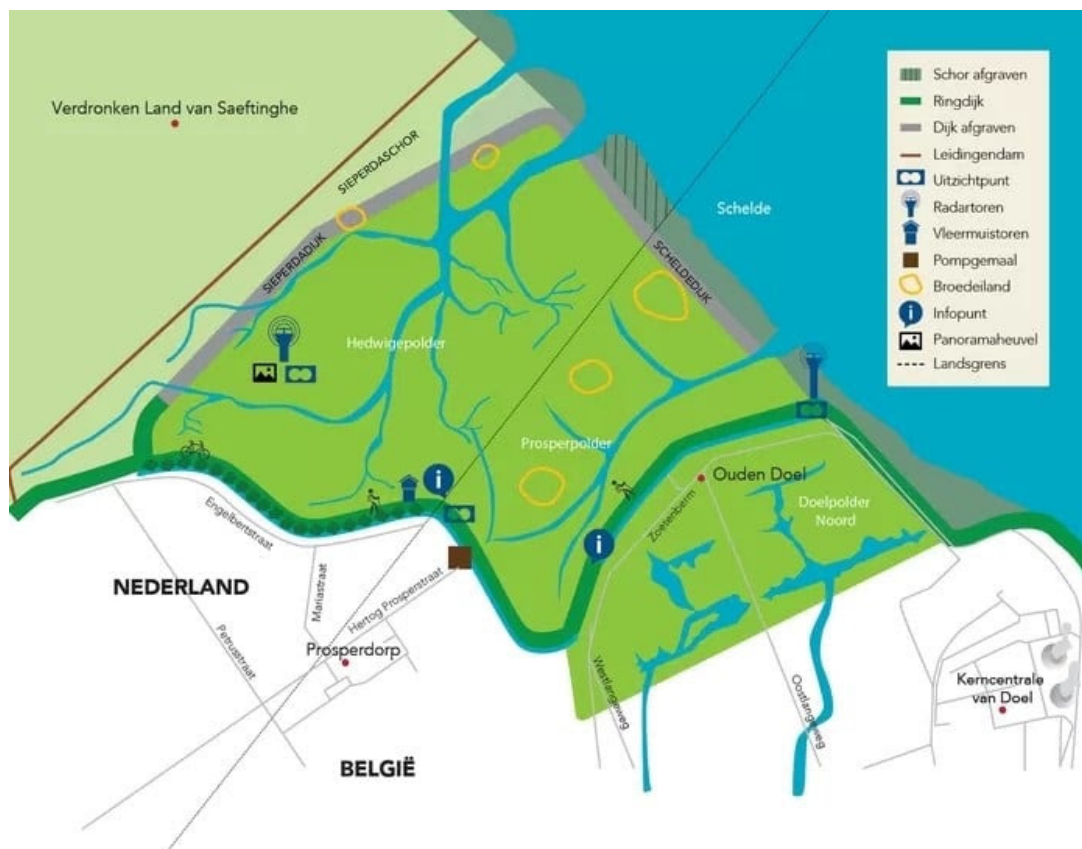 Verdronken Land van Saeftinghe
SIEPERDASCHOR
SIEPERDADIJK
Schelde
SCHELDEDIJK
Hedwigepolder
Prosperpolder
Ouden Doel
Doelpolder
Noord
Zoetenberm
Engelbertstraat
NEDERLAND
Mariastraat
Hertog Prosperstraat
Petrusstraat
Prosperdorp
Westlangeweg
Oostlangeweg
Kerncentrale
van Doel
BELGIË
Schor afgraven
Ringdijk
Dijk afgraven
Leidingendam
Uitzichtpunt
Radartoren
Vleermuistoren
Pompgemaal
Broedeiland
Infopunt
Panoramaheuvel
Landsgrens
i
i
i